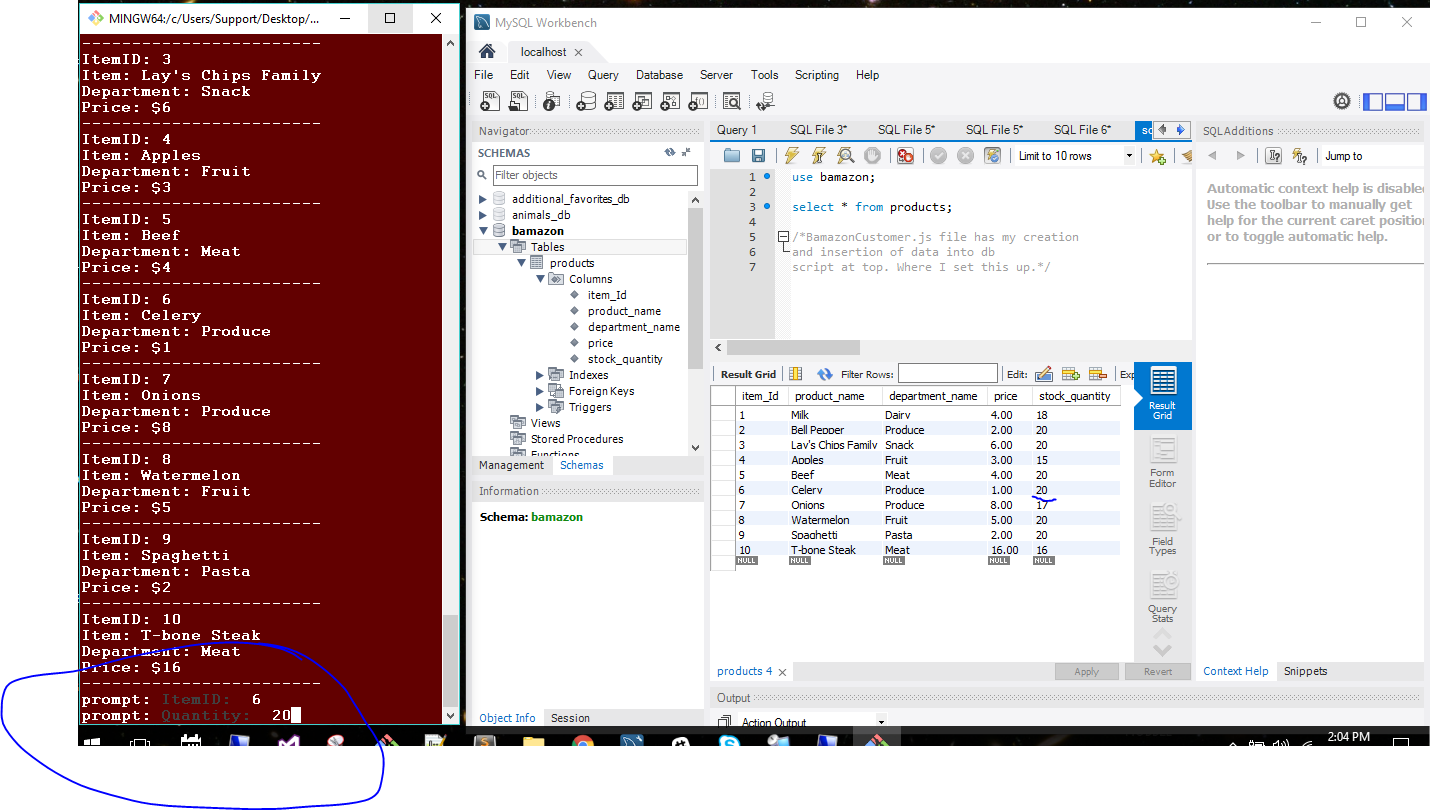 MINGW64:/c/Users/Support/Desktop/...
------------------------
ItemID: 3
Item: Lay's Chips Family
Department: Snack
Price: $6
------------------------
ItemID: 4
Item: Apples
Department: Fruit
Price: $3
------------------------
ItemID: 5
Item: Beef
Department: Meat
Price: $4
------------------------
ItemID: 6
Item: Celery
Department: Produce
Price: $1
------------------------
ItemID: 7
Item: Onions
Department: Produce
Price: $8
------------------------
ItemID: 8
Item: Watermelon
Department: Fruit
Price: $5
------------------------
ItemID: 9
Item: Spaghetti
Department: Pasta
Price: $2
------------------------
ItemID: 10
Item: T-bone Steak
Department: Meat
Price: $16
------------------------
prompt: ItemID: 6
prompt: Quantity: 20
MySQL Workbench
localhost
File Edit View Query Database Server Tools Scripting Help
Navigator
SCHEMAS
Filter objects
additional_favorites_db
animals_db
bamazon
Tables
products
Columns
item_Id
product_name
department_name
price
stock_quantity
Indexes
Foreign Keys
Triggers
Views
Stored Procedures
Functions
Management Schemas
Information
Schema: bamazon
Object Info Session
Query 1 SQL File 3* SQL File 5* SQL File 5* SQL File 6*
Limit to 10 rows
1 use bamazon;
2
3 select * from products;
4
5 /*BamazonCustomer.js file has my creation
6 and insertion of data into db
7 script at top. Where I set this up.*/
Result Grid Filter Rows: Edit:
item_Id product_name department_name price stock_quantity
1 Milk Dairy 4.00 18
2 Bell Pepper Produce 2.00 20
3 Lay's Chips Family Snack 6.00 20
4 Apples Fruit 3.00 15
5 Beef Meat 4.00 20
6 Celery Produce 1.00 20
7 Onions Produce 8.00 17
8 Watermelon Fruit 5.00 20
9 Spaghetti Pasta 2.00 20
10 T-bone Steak Meat 16.00 16
NULL NULL NULL NULL NULL
Result
Grid
Form
Editor
Field
Types
Query
Stats
products 4 Apply Revert
Output
Action Output
SQLAdditions
Jump to
Automatic context help is disabled
Use the toolbar to manually get
help for the current caret position
or to toggle automatic help.
Context Help Snippets
2:04 PM